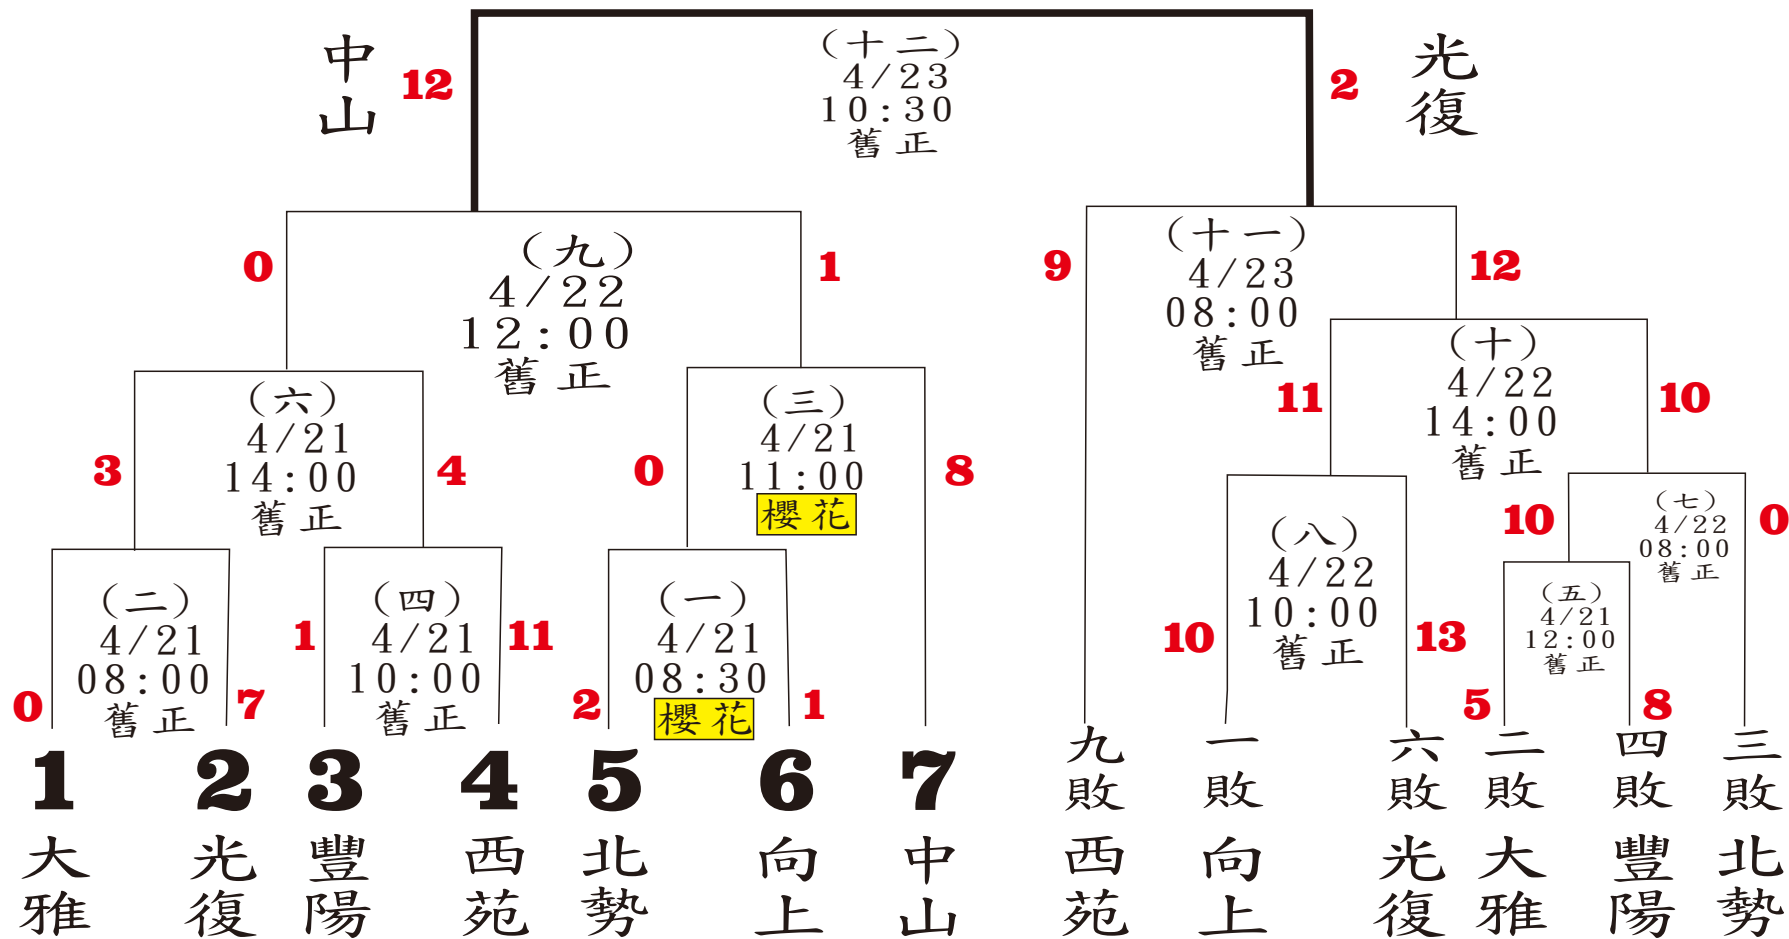 中山
12
（十二）
4/23
10:30
舊正
2
光復
0
（九）
4/22
12:00
舊正
1
9
（十一）
4/23
08:00
舊正
12
3
（六）
4/21
14:00
舊正
4
0
（三）
4/21
11:00
櫻花
8
11
（十）
4/22
14:00
舊正
10
0
（二）
4/21
08:00
舊正
7
1
（四）
4/21
10:00
舊正
11
2
（一）
4/21
08:30
櫻花
1
10
（八）
4/22
10:00
舊正
13
10
（七）
4/22
08:00
舊正
0
5
（五）
4/21
12:00
舊正
8
1
大雅
2
光復
3
豐陽
4
西苑
5
北勢
6
向上
7
中山
九敗
西苑
一敗
向上
六敗
光復
二敗
大雅
四敗
豐陽
三敗
北勢